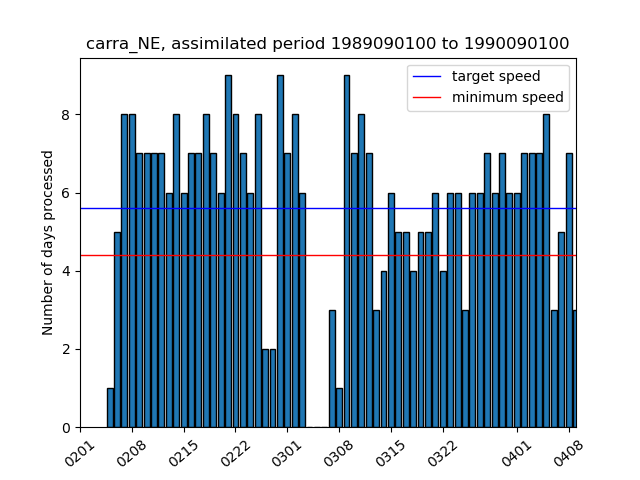 carra_NE, assimilated period 1989090100 to 1990090100
target speed
minimum speed
Number of days processed
8
6
4
2
0
0201 0208 0215 0222 0301 0308 0315 0322 0401 0408